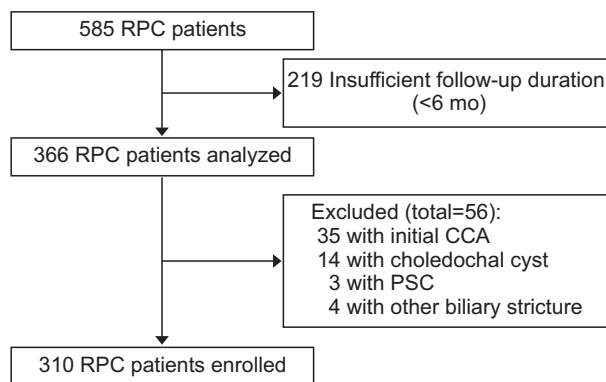 585 RPC patients
219 Insufficient follow-up duration
(<6 mo)
366 RPC patients analyzed
Excluded (total=56):
35 with initial CCA
14 with choledochal cyst
3 with PSC
4 with other biliary stricture
310 RPC patients enrolled